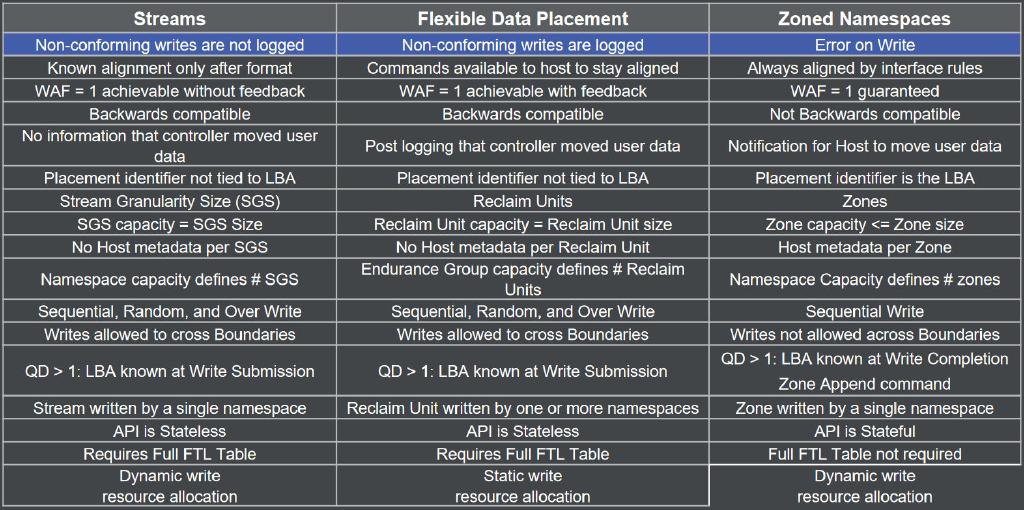 Streams Flexible Data Placement Zoned Namespaces
Non-conforming writes are not logged Non-conforming writes are logged Error on Write
Known alignment only after format Commands available to host to stay aligned Always aligned by interface rules
WAF = 1 achievable without feedback WAF = 1 achievable with feedback WAF = 1 guaranteed
Backwards compatible Backwards compatible Not Backwards compatible
No information that controller moved user
data
Post logging that controller moved user data Notification for Host to move user data
Placement identifier not tied to LBA Placement identifier not tied to LBA Placement identifier is the LBA
Stream Granularity Size (SGS) Reclaim Units Zones
SGS capacity = SGS Size Reclaim Unit capacity = Reclaim Unit size Zone capacity <= Zone size
No Host metadata per SGS No Host metadata per Reclaim Unit Host metadata per Zone
Namespace capacity defines # SGS
Endurance Group capacity defines # Reclaim
Units
Namespace Capacity defines # zones
Sequential, Random, and Over Write Sequential, Random, and Over Write Sequential Write
Writes allowed to cross Boundaries Writes allowed to cross Boundaries Writes not allowed across Boundaries
QD > 1: LBA known at Write Submission QD > 1: LBA known at Write Submission
QD > 1: LBA known at Write Completion
Zone Append command
Stream written by a single namespace Reclaim Unit written by one or more namespaces Zone written by a single namespace
API is Stateless API is Stateless API is Stateful
Requires Full FTL Table Requires Full FTL Table Full FTL Table not required
Dynamic write Static write Dynamic write
resource allocation resource allocation resource allocation